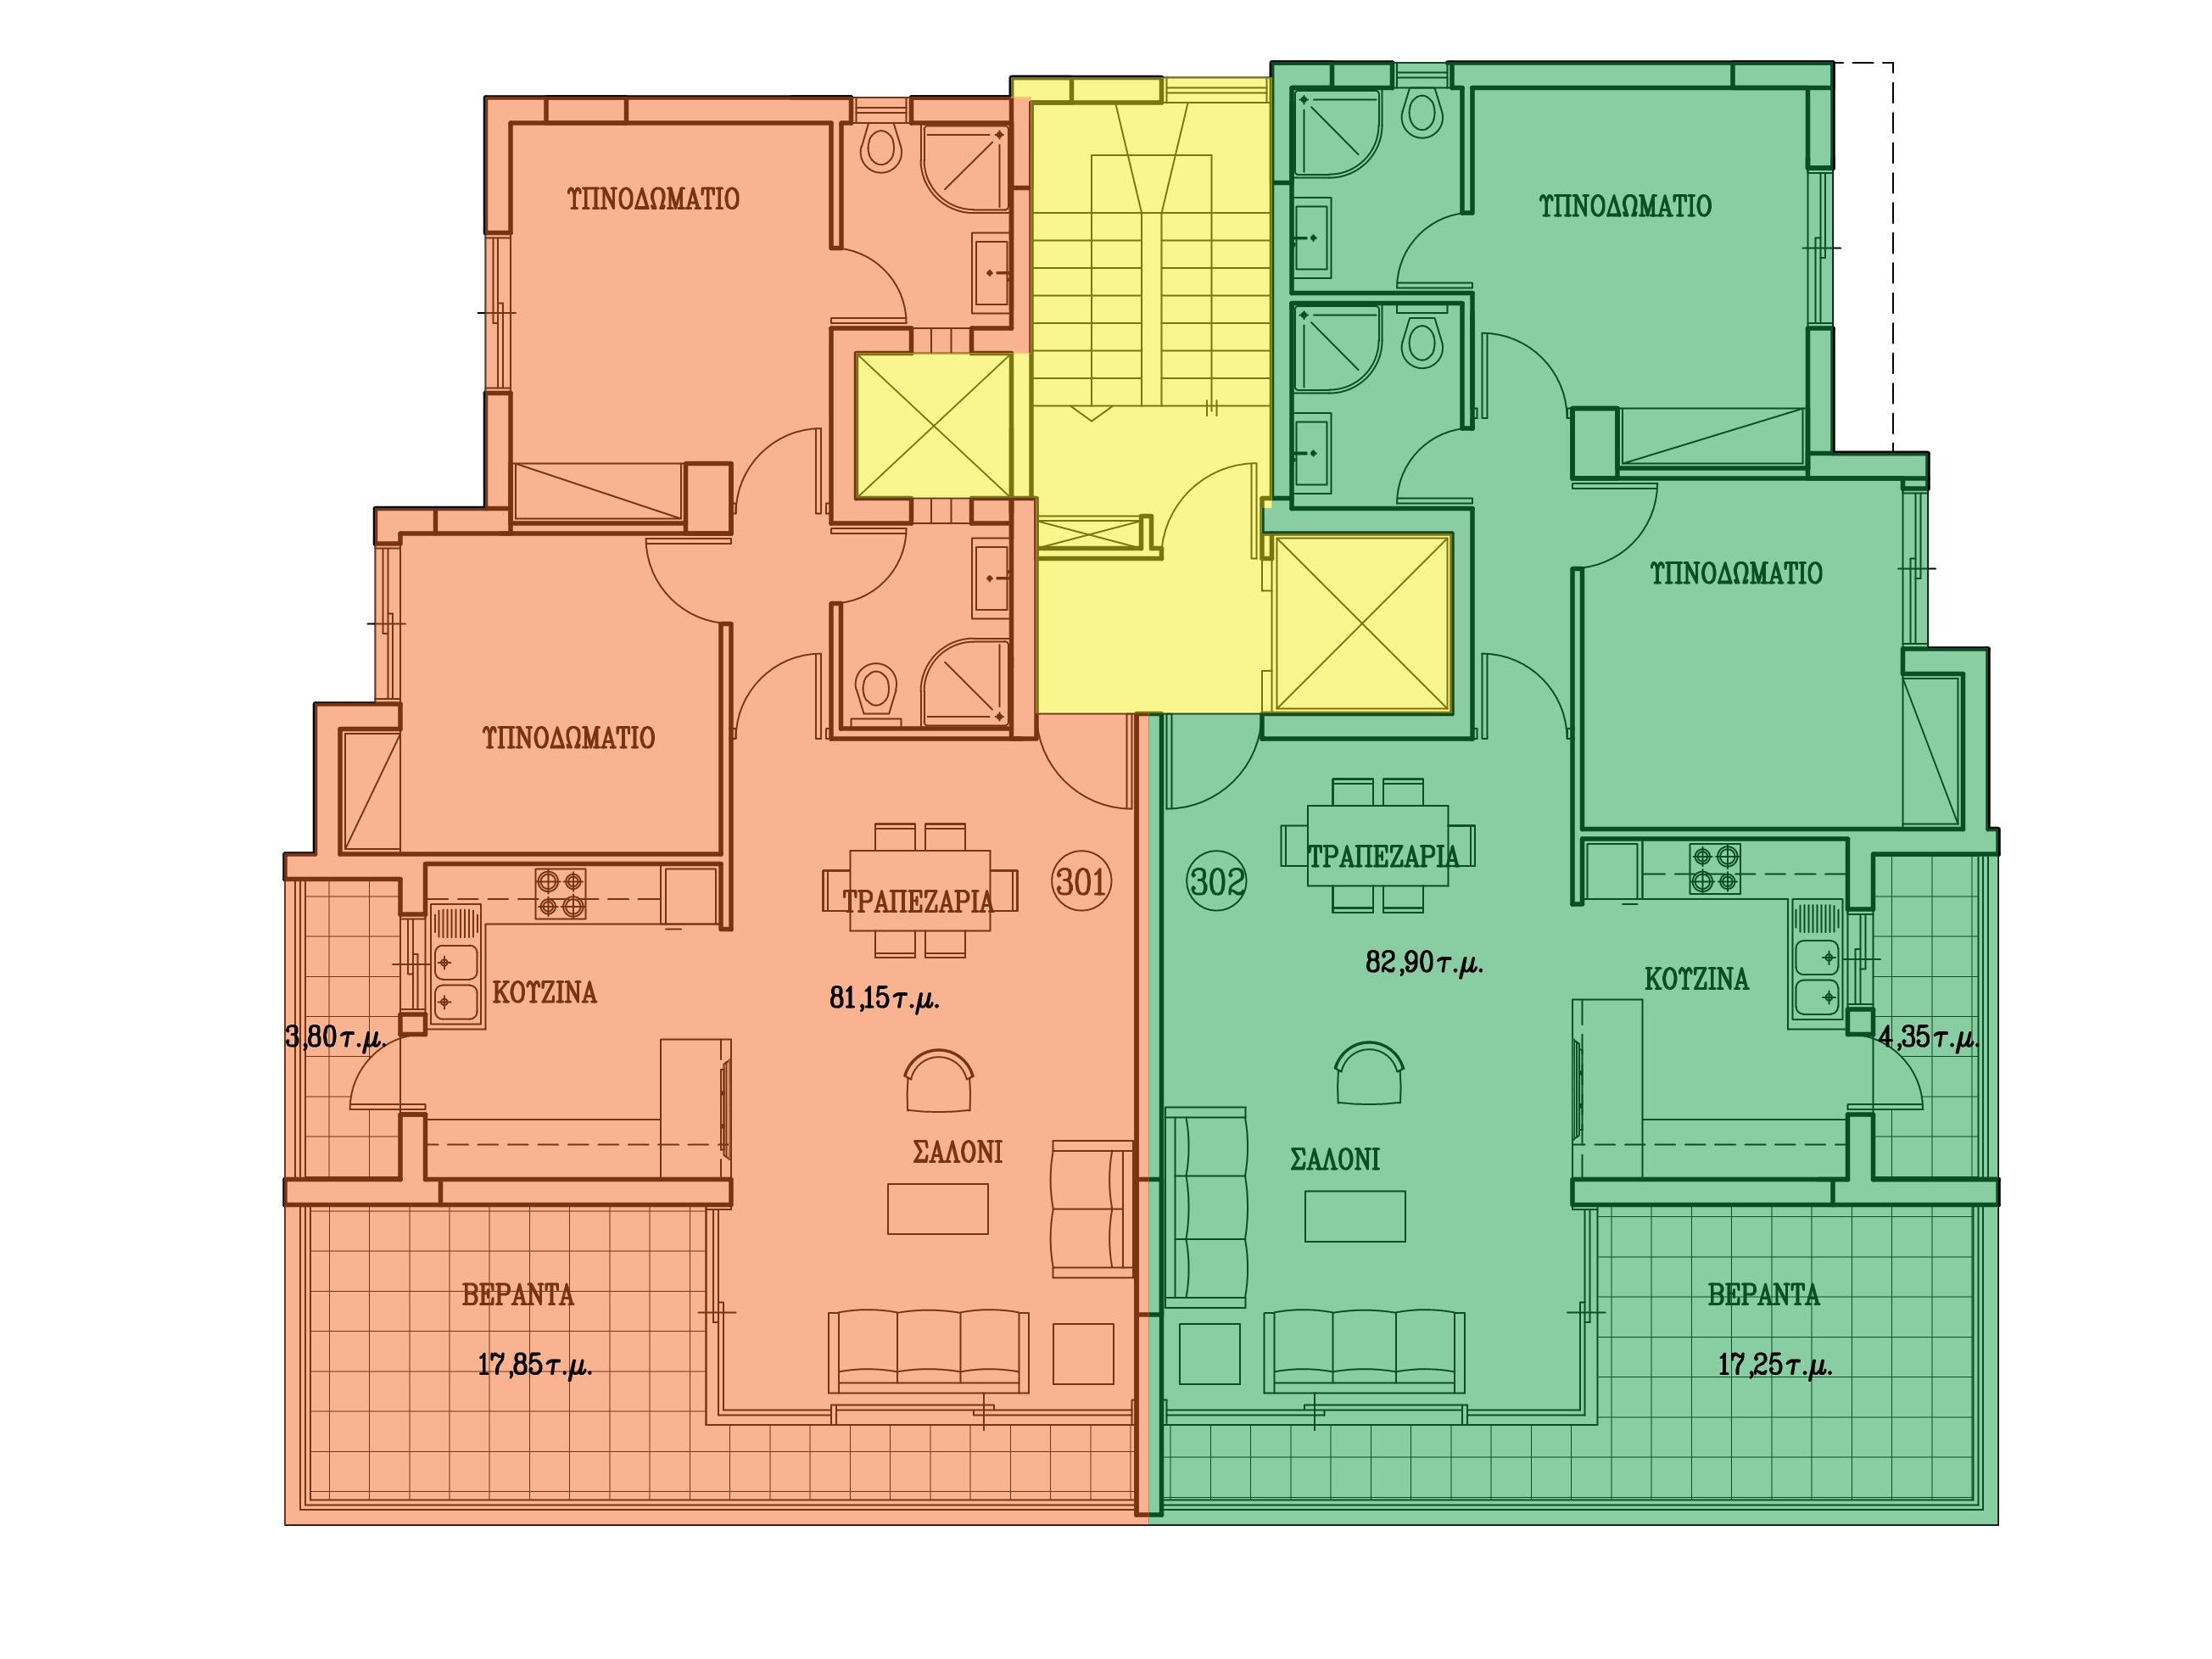 ΥΠΝΟΔΩΜΑΤΙΟ
ΥΠΝΟΔΩΜΑΤΙΟ
ΥΠΝΟΔΩΜΑΤΙΟ
ΥΠΝΟΔΩΜΑΤΙΟ
ΤΡΑΠΕΖΑΡΙΑ
301
302
ΤΡΑΠΕΖΑΡΙΑ
82,90τ.μ.
ΚΟΥΖΙΝΑ
81,15τ.μ.
ΚΟΥΖΙΝΑ
3,80τ.μ.
4,35τ.μ.
ΣΑΛΟΝΙ
ΣΑΛΟΝΙ
ΒΕΡΑΝΤΑ
17,85τ.μ.
ΒΕΡΑΝΤΑ
17,25τ.μ.